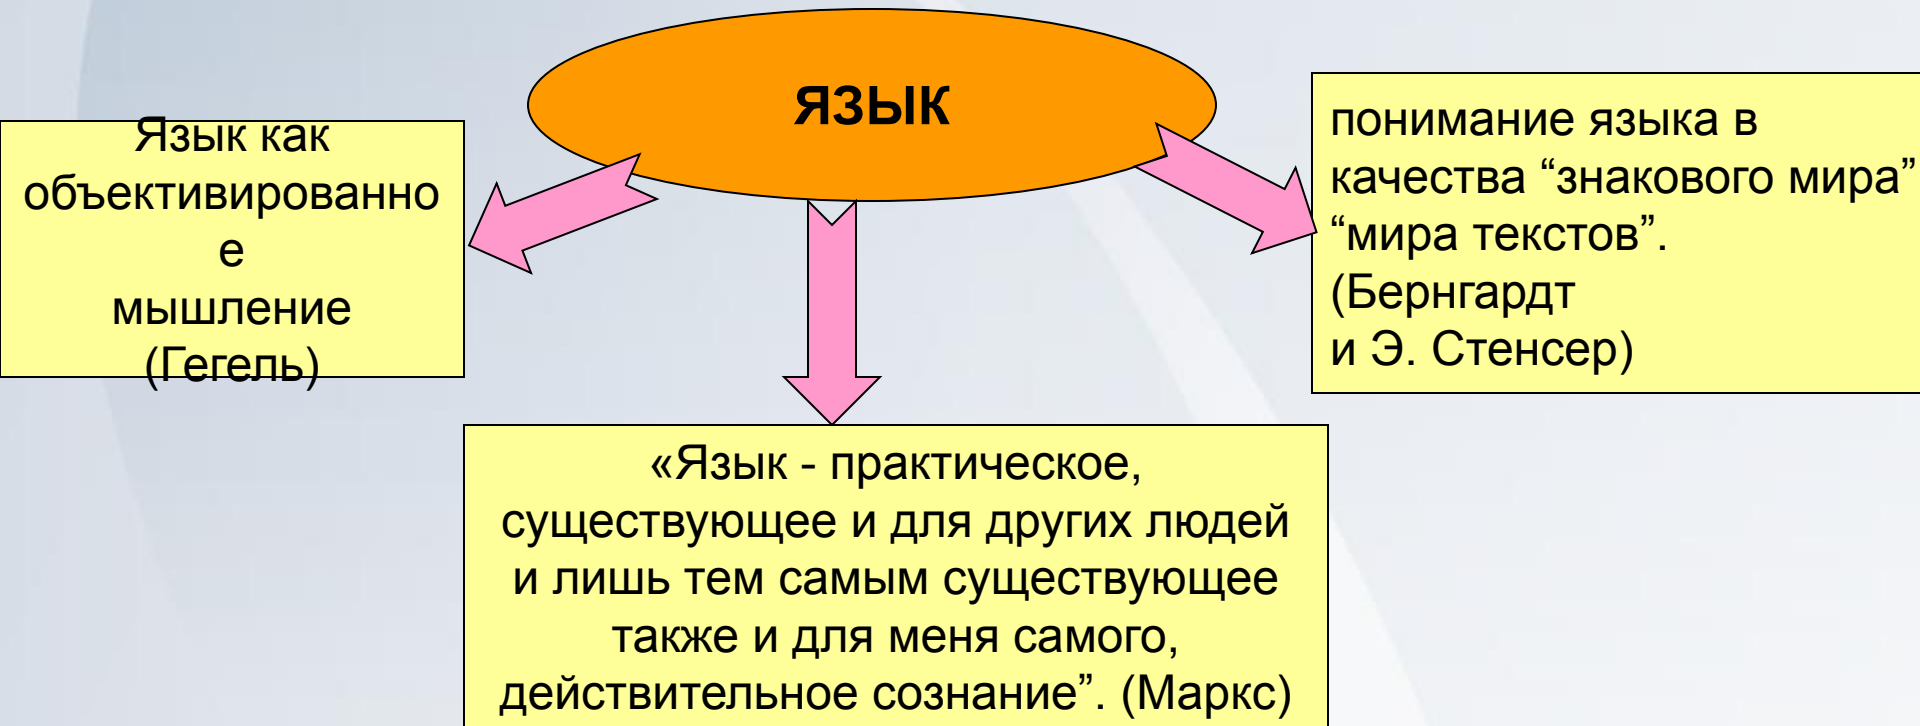 ЯЗЫК
Язык как
объективированно
е
мышление
(Гегель)
понимание языка в
качества “знакового мира”
“мира текстов”.
(Бернгардт
и Э. Стенсер)
«Язык - практическое,
существующее и для других людей
и лишь тем самым существующее
также и для меня самого,
действительное сознание”. (Маркс)